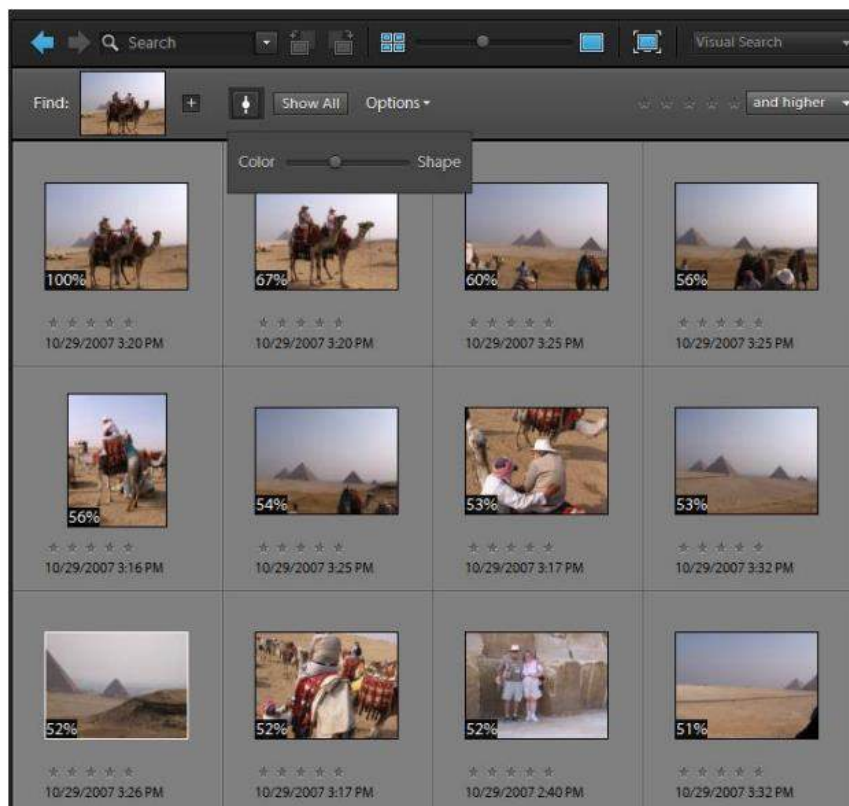 Search Visual Search
Find: Show All Options and higher
Color Shape
100% 67% 60% 56%
10/29/2007 3:20 PM 10/29/2007 3:20 PM 10/29/2007 3:25 PM 10/29/2007 3:25 PM
56% 54% 53% 53%
10/29/2007 3:16 PM 10/29/2007 3:25 PM 10/29/2007 3:17 PM 10/29/2007 3:32 PM
52% 52% 52% 51%
10/29/2007 3:26 PM 10/29/2007 3:17 PM 10/29/2007 2:40 PM 10/29/2007 3:32 PM